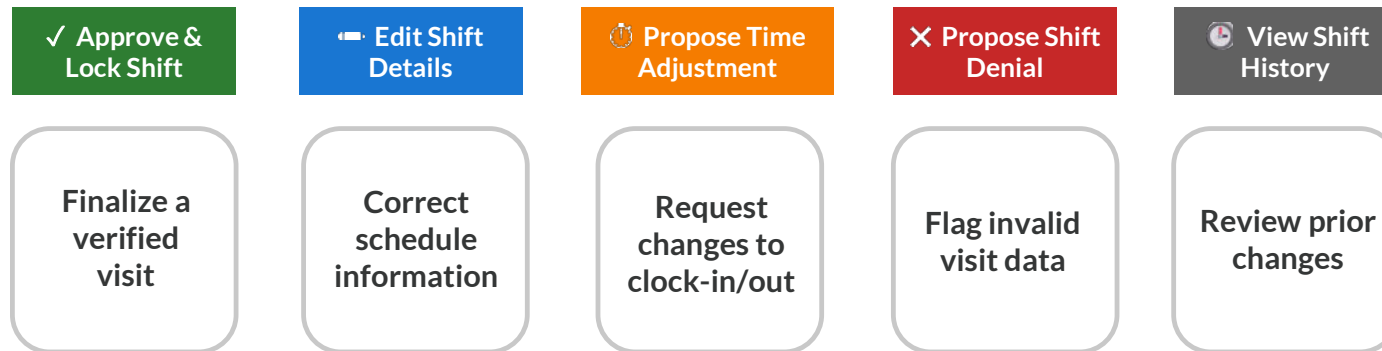 ✓ Approve &
Lock Shift
Edit Shift
Details
Propose Time
Adjustment
✕ Propose Shift
Denial
View Shift
History
Finalize a
verified
visit
Correct
schedule
information
Request
changes to
clock-in/out
Flag invalid
visit data
Review prior
changes